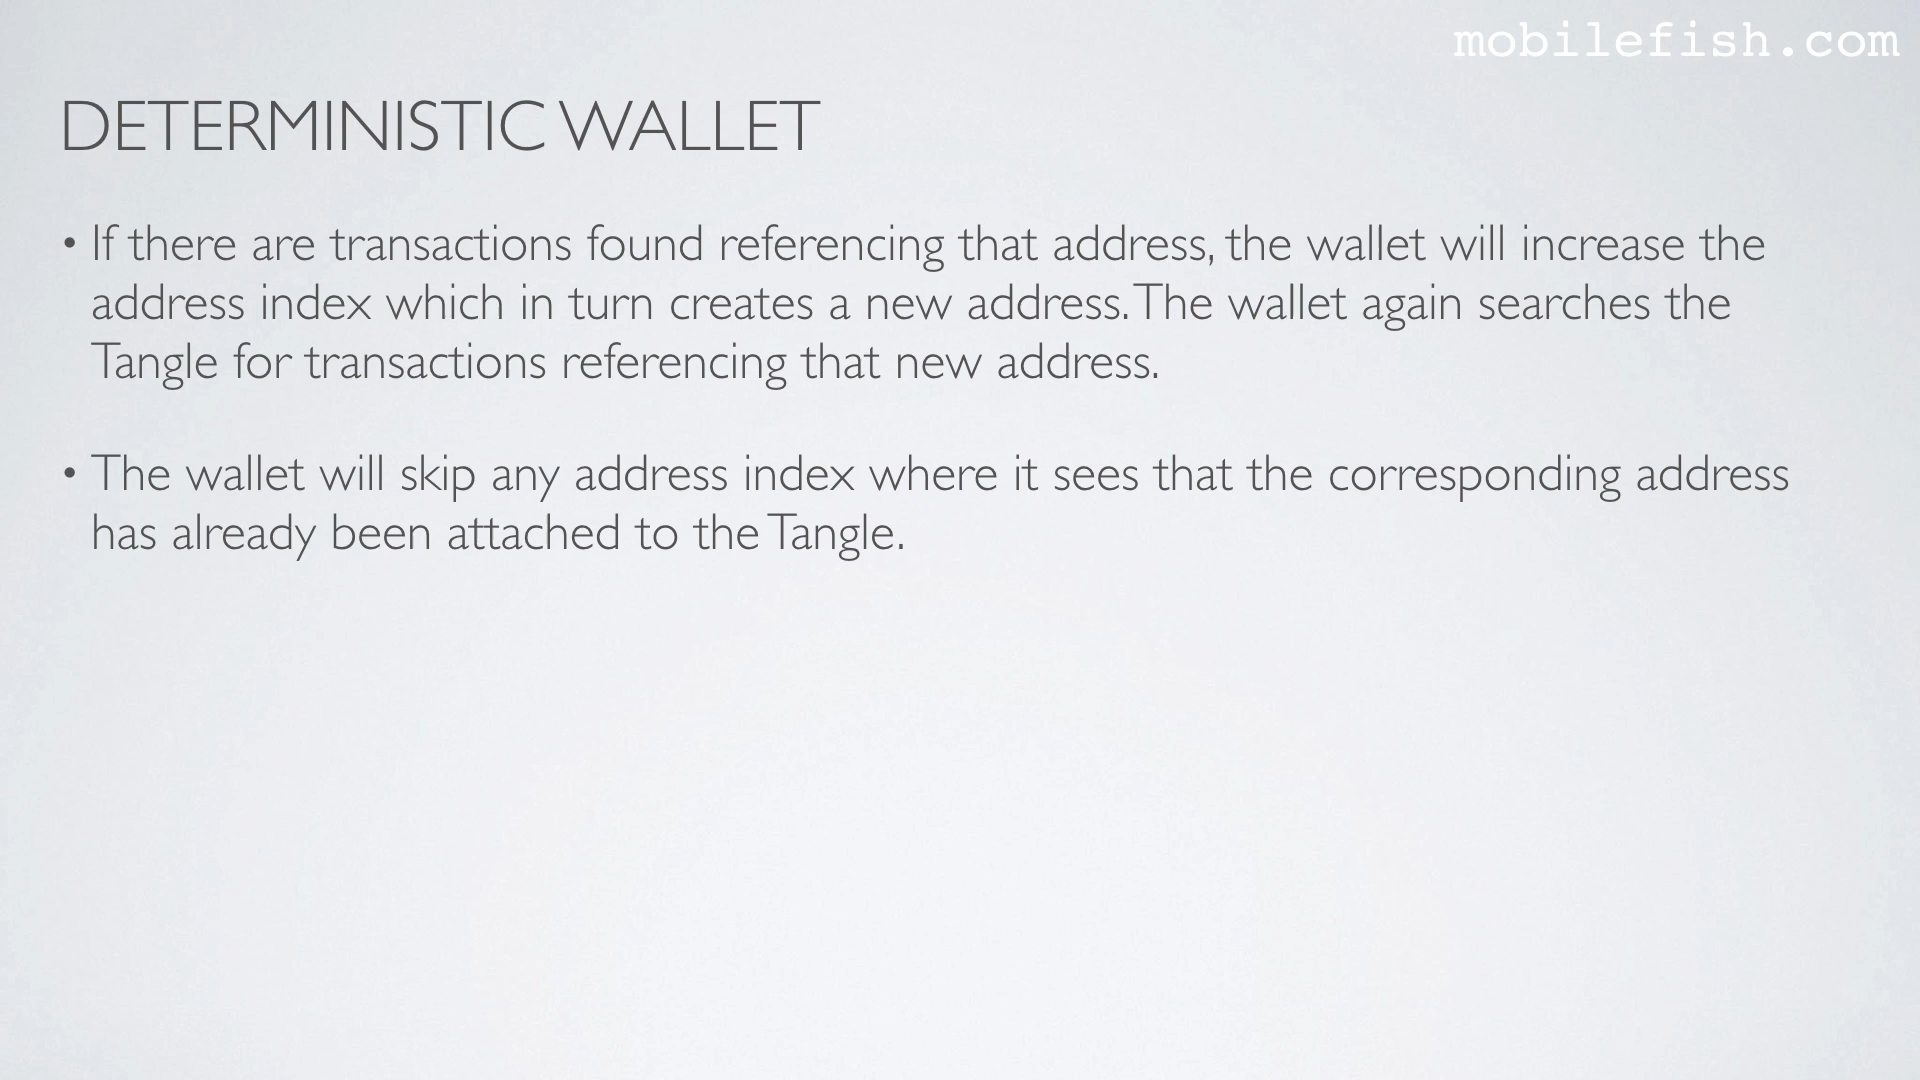 mobilefish.com
DETERMINISTIC WALLET
• If there are transactions found referencing that address, the wallet will increase the
address index which in turn creates a new address. The wallet again searches the
Tangle for transactions referencing that new address.
• The wallet will skip any address index where it sees that the corresponding address
has already been attached to the Tangle.